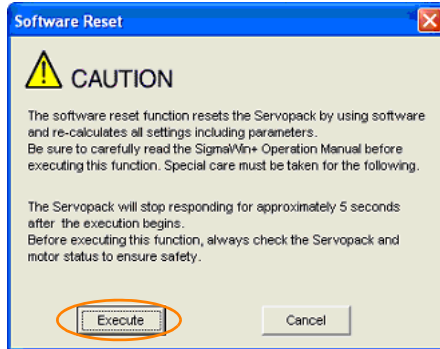 Software Reset
CAUTION
The software reset function resets the Servopack by using software
and re-calculates all settings including parameters.
Be sure to carefully read the SigmaWin+ Operation Manual before
executing this function. Special care must be taken for the following.
The Servopack will stop responding for approximately 5 seconds
after the execution begins.
Before executing this function, always check the Servopack and
motor status to ensure safety.
Execute
Cancel